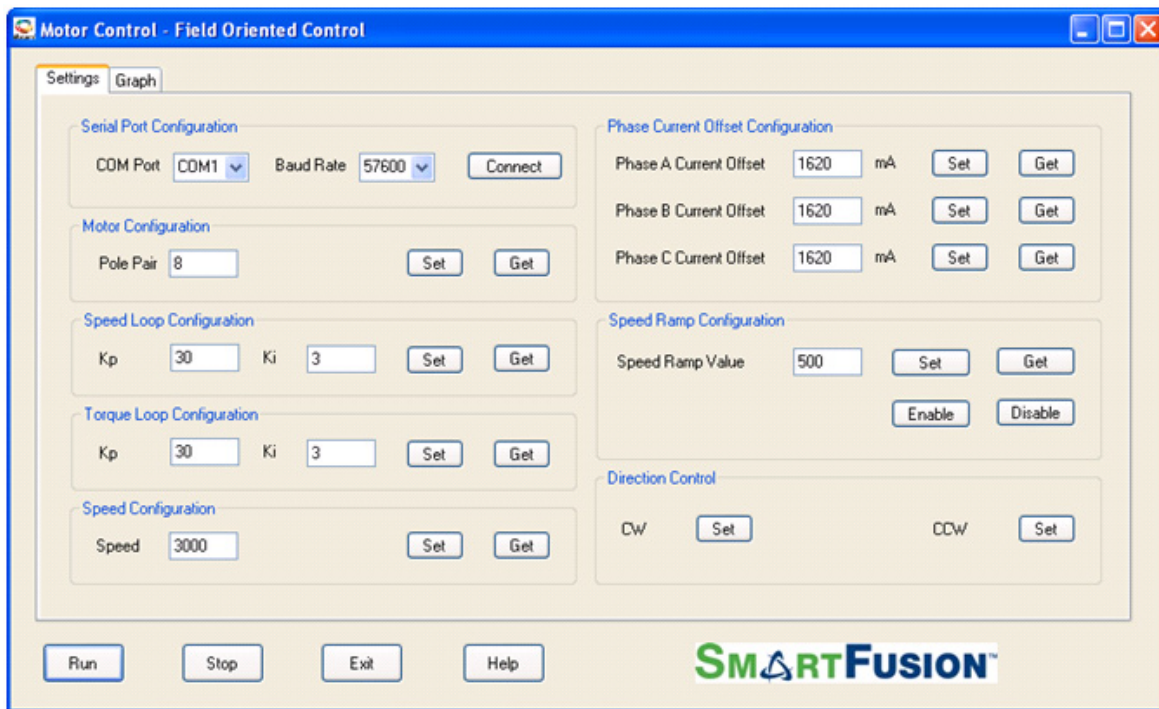 Motor Control - Field Oriented Control
Settings
Graph
Serial Port Configuration
COM Port COM1 Baud Rate 57600 Connect
Motor Configuration
Pole Pair 8 Set Get
Speed Loop Configuration
Kp 30 Ki 3 Set Get
Torque Loop Configuration
Kp 30 Ki 3 Set Get
Speed Configuration
Speed 3000 Set Get
Phase Current Offset Configuration
Phase A Current Offset 1620 mA Set Get
Phase B Current Offset 1620 mA Set Get
Phase C Current Offset 1620 mA Set Get
Speed Ramp Configuration
Speed Ramp Value 500 Set Get
Enable Disable
Direction Control
CW Set CCW Set
Run Stop Exit Help
SMARTFUSION™